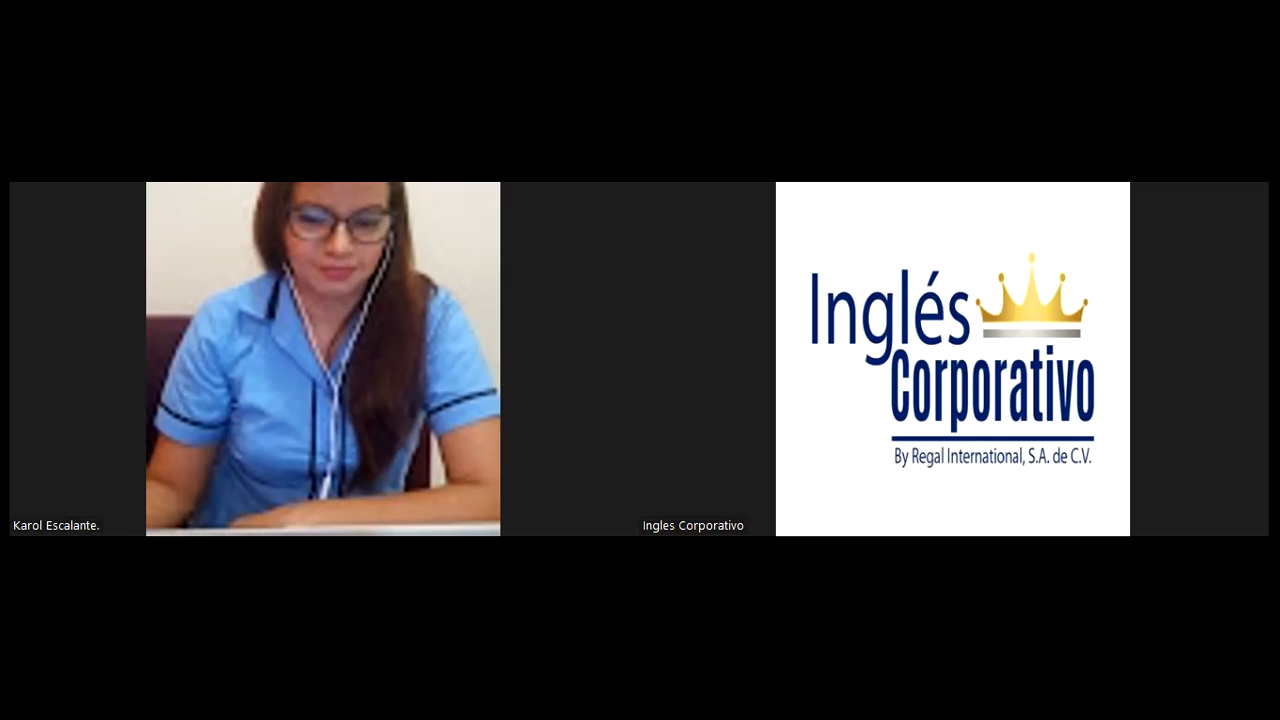 Inglés
Corporativo
By Regal International, S.A. de C.V.
Karol Escalante.
Ingles Corporativo